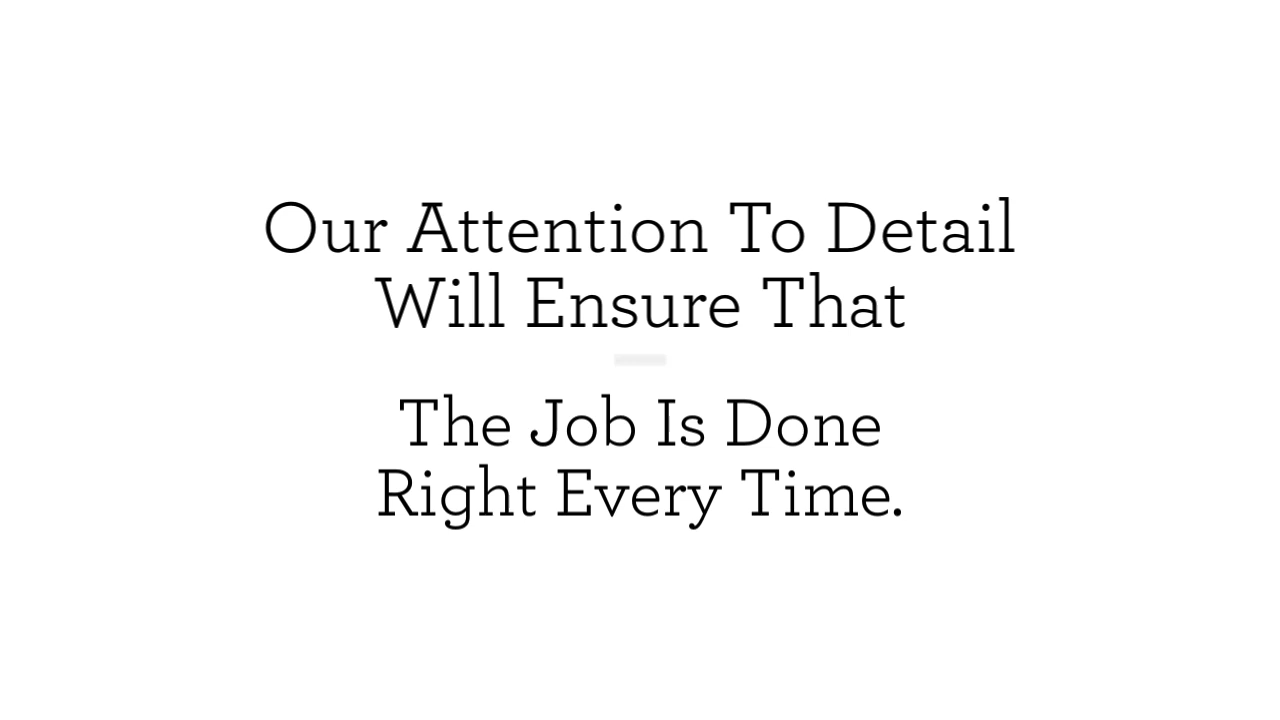 Our Attention To Detail
Will Ensure That
The Job Is Done
Right Every Time.